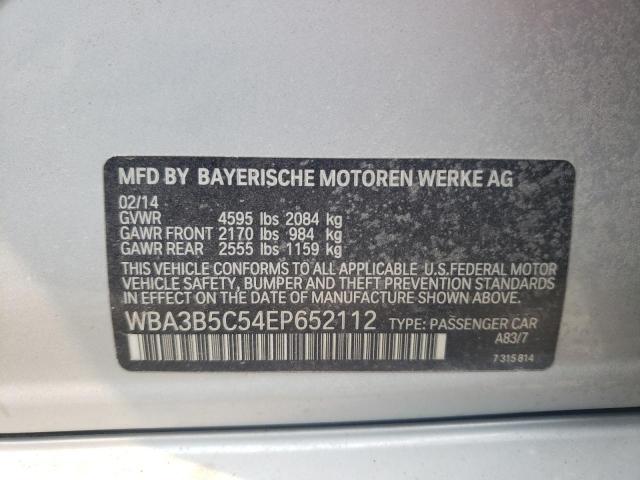 MFD BY BAYERISCHE MOTOREN WERKE AG
02/14
GVWR 4595 lbs 2084 kg
GAWR FRONT 2170 lbs 984 kg
GAWR REAR 2555 lbs 1159 kg
THIS VEHICLE CONFORMS TO ALL APPLICABLE U.S.FEDERAL MOTOR
VEHICLE SAFETY, BUMPER AND THEFT PREVENTION STANDARDS
IN EFFECT ON THE DATE OF MANUFACTURE SHOWN ABOVE.
WBA3B5C54EP652112 TYPE: PASSENGER CAR
A83/7
7 315 814